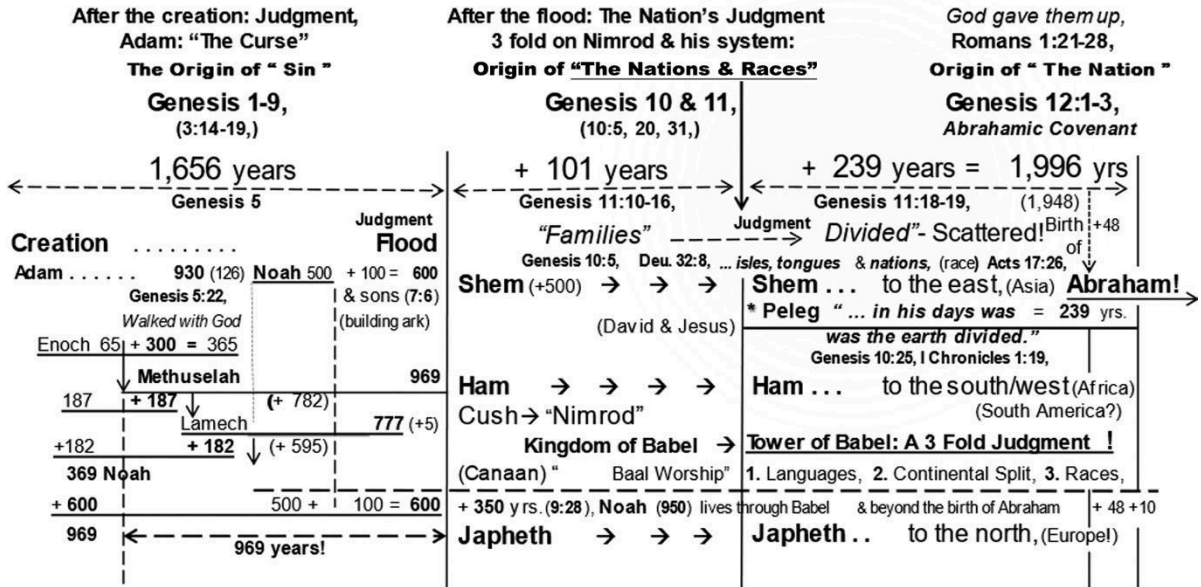 After the creation: Judgment,
Adam: “The Curse”
The Origin of “ Sin ”
Genesis 1-9,
(3:14-19,)
After the flood: The Nation’s Judgment
3 fold on Nimrod & his system:
Origin of “The Nations & Races”
Genesis 10 & 11,
(10:5, 20, 31,)
God gave them up,
Romans 1:21-28,
Origin of “ The Nation ”
Genesis 12:1-3,
Abrahamic Covenant
1,656 years
Genesis 5
+ 101 years
Genesis 11:10-16,
+ 239 years = 1,996 yrs
Genesis 11:18-19, (1,948)
Judgment
Creation . . . . . . . . . Flood
Adam . . . . . . 930 (126) Noah 500 + 100 = 600
Genesis 5:22, & sons (7:6)
Walked with God (building ark)
Enoch 65 + 300 = 365
Methuselah 969
187 + 187 (+ 782)
Lamech 777 (+5)
+182 + 182 (+ 595)
369 Noah
+ 600 500 + 100 = 600
969 969 years!
“Families” Judgment Divided”- Scattered! Birth of +48
Genesis 10:5, Deu. 32:8, ... isles, tongues & nations, (race) Acts 17:26,
Shem (+500) → → → → Shem . . . to the east, (Asia) Abraham!
(David & Jesus) * Peleg “ ... in his days was = 239 yrs.
was the earth divided.”
Genesis 10:25, I Chronicles 1:19,
Ham → → → → Ham . . . to the south/west (Africa)
(South America?)
Cush → “Nimrod”
Kingdom of Babel → Tower of Babel: A 3 Fold Judgment !
(Canaan) “ Baal Worship” 1. Languages, 2. Continental Split, 3. Races,
+ 350 yrs. (9:28), Noah (950) lives through Babel & beyond the birth of Abraham + 48 +10
Japheth → → → Japheth . . to the north, (Europe!)